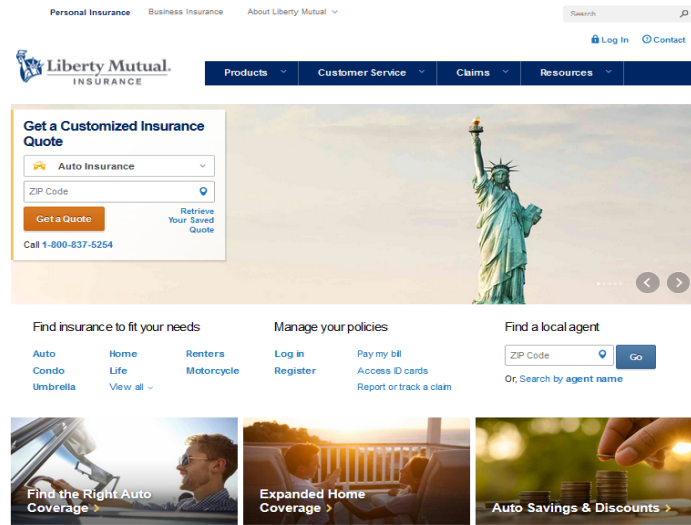 Personal Insurance Business Insurance About Liberty Mutual
Search
Log In Contact
Liberty Mutual.
INSURANCE
Products Customer Service Claims Resources
Get a Customized Insurance
Quote
Auto Insurance
ZIP Code
Get a Quote
Retrieve
Your Saved
Quote
Call 1-800-837-5254
Find insurance to fit your needs
Auto Home Renters
Condo Life Motorcycle
Umbrella View all
Manage your policies
Log in Pay my bill
Register Access ID cards
Report or track a claim
Find a local agent
ZIP Code Go
Or, Search by agent name
Find the Right Auto
Coverage >
Expanded Home
Coverage >
Auto Savings & Discounts >